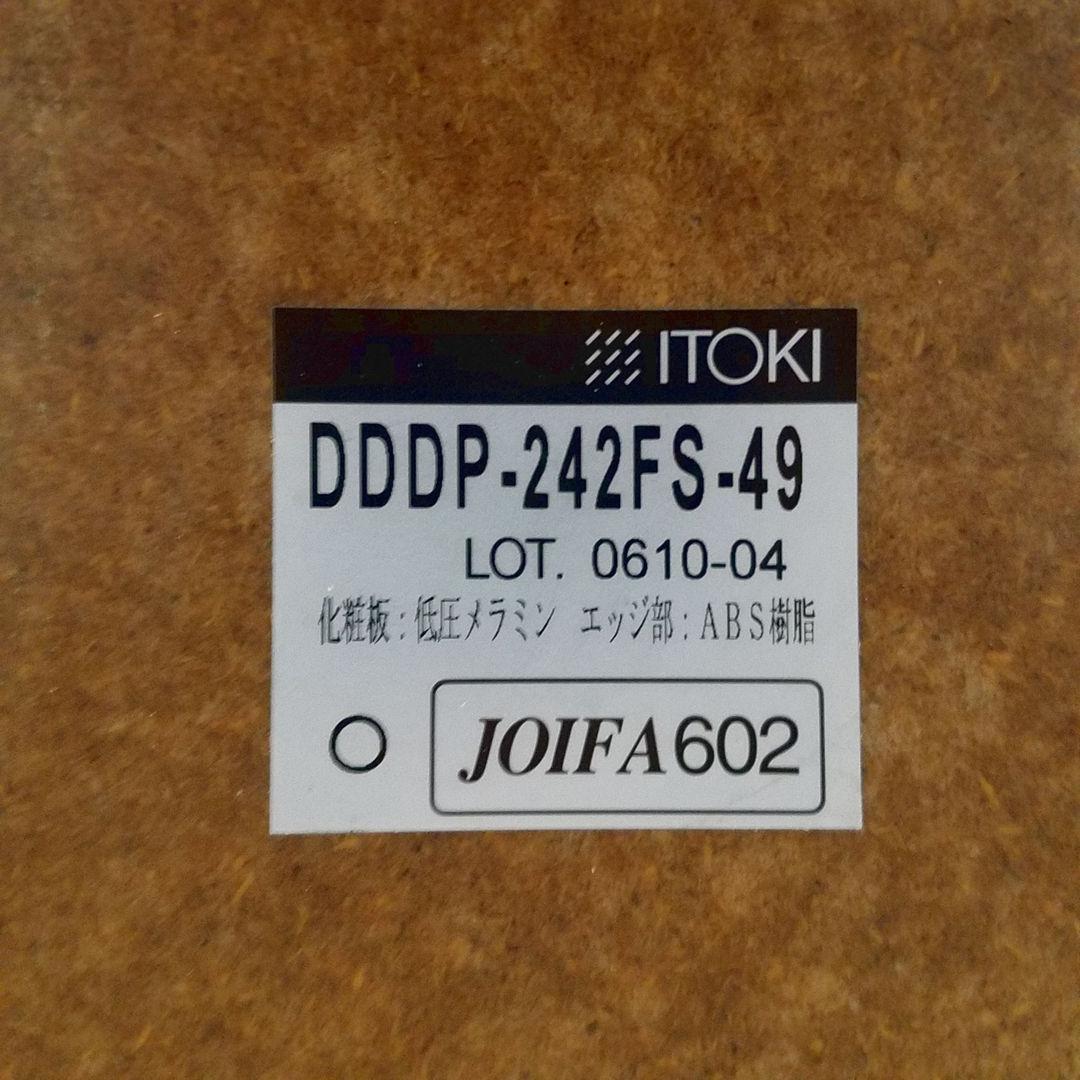 ITOKI
DDDP-242FS-49
LOT. 0610-04
化粧板：低圧メラミン エッジ部：ABS樹脂
○ JOIFA602